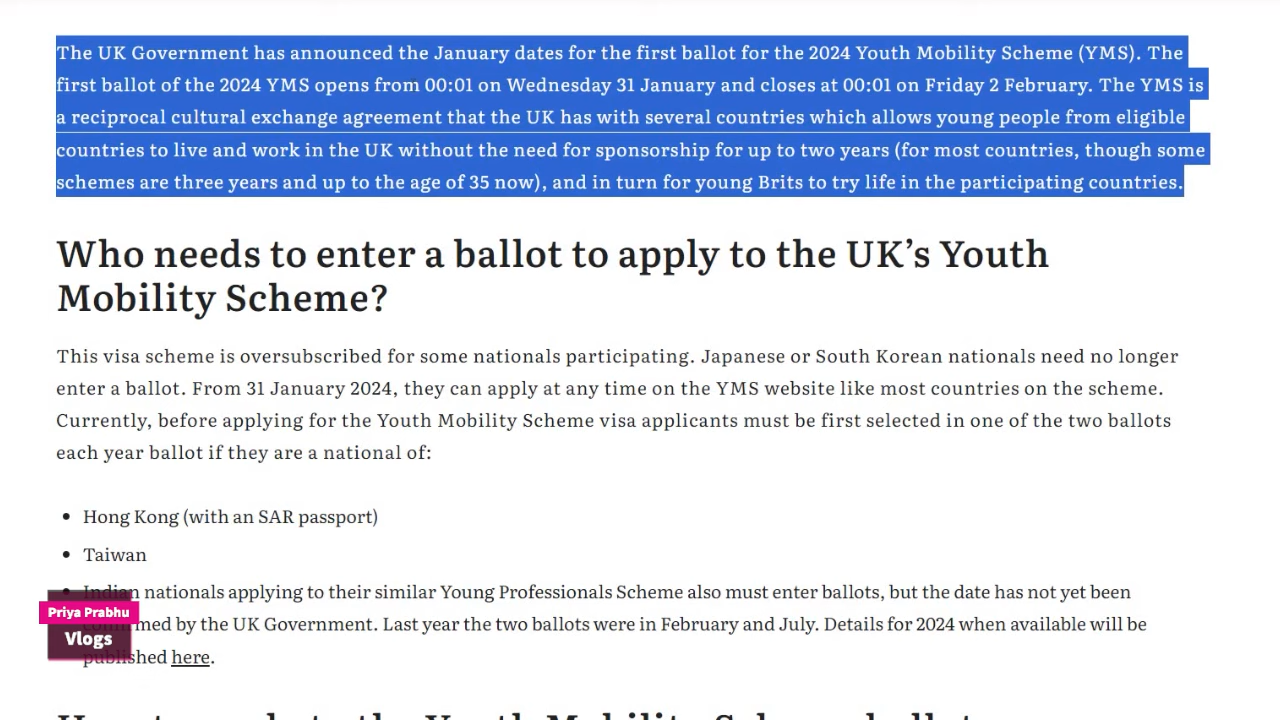 The UK Government has announced the January dates for the first ballot for the 2024 Youth Mobility Scheme (YMS). The
first ballot of the 2024 YMS opens from 00:01 on Wednesday 31 January and closes at 00:01 on Friday 2 February. The YMS is
a reciprocal cultural exchange agreement that the UK has with several countries which allows young people from eligible
countries to live and work in the UK without the need for sponsorship for up to two years (for most countries, though some
schemes are three years and up to the age of 35 now), and in turn for young Brits to try life in the participating countries.
Who needs to enter a ballot to apply to the UK’s Youth
Mobility Scheme?
This visa scheme is oversubscribed for some nationals participating. Japanese or South Korean nationals need no longer
enter a ballot. From 31 January 2024, they can apply at any time on the YMS website like most countries on the scheme.
Currently, before applying for the Youth Mobility Scheme visa applicants must be first selected in one of the two ballots
each year ballot if they are a national of:
• Hong Kong (with an SAR passport)
• Taiwan
• Indian nationals applying to their similar Young Professionals Scheme also must enter ballots, but the date has not yet been
confirmed by the UK Government. Last year the two ballots were in February and July. Details for 2024 when available will be
published here.
Priya Prabhu
Vlogs